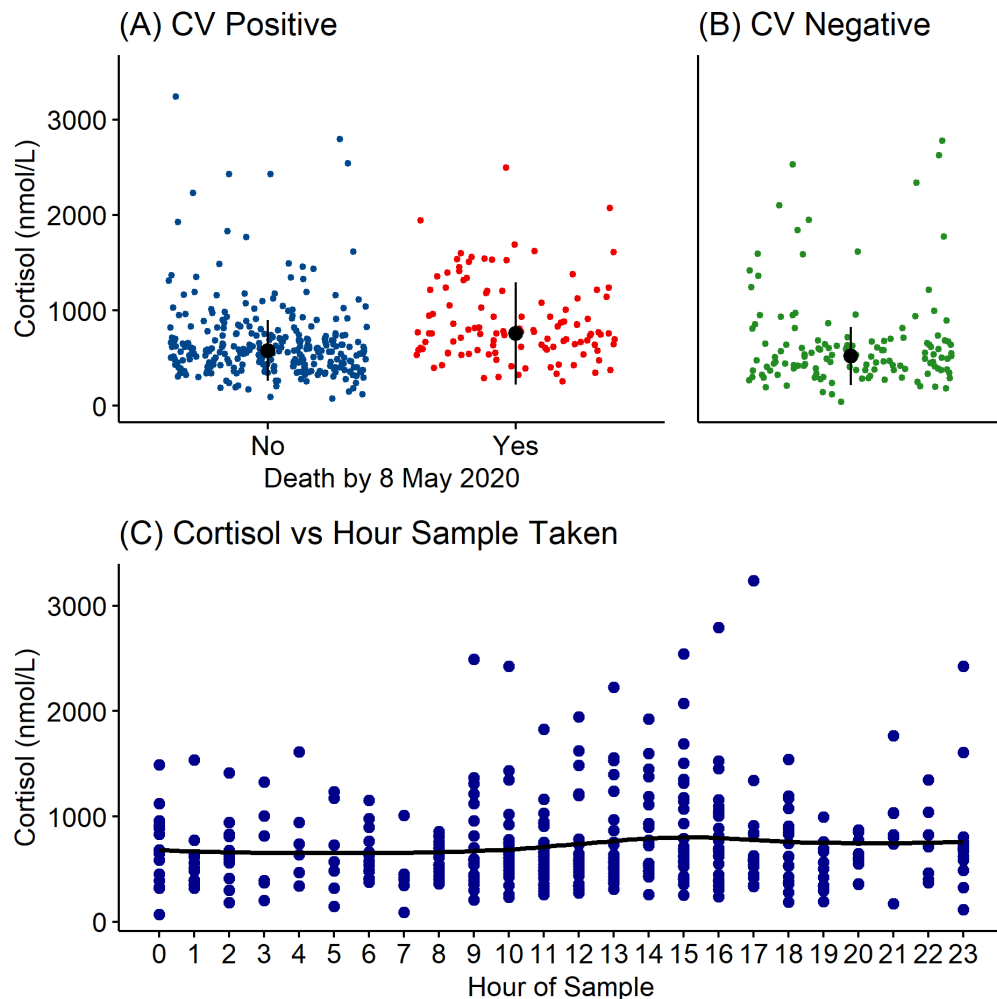 (A) CV Positive
(B) CV Negative
Cortisol (nmol/L)
3000
2000
1000
0
No
Yes
Death by 8 May 2020
(C) Cortisol vs Hour Sample Taken
Cortisol (nmol/L)
3000
2000
1000
0
0 1 2 3 4 5 6 7 8 9 10 11 12 13 14 15 16 17 18 19 20 21 22 23
Hour of Sample